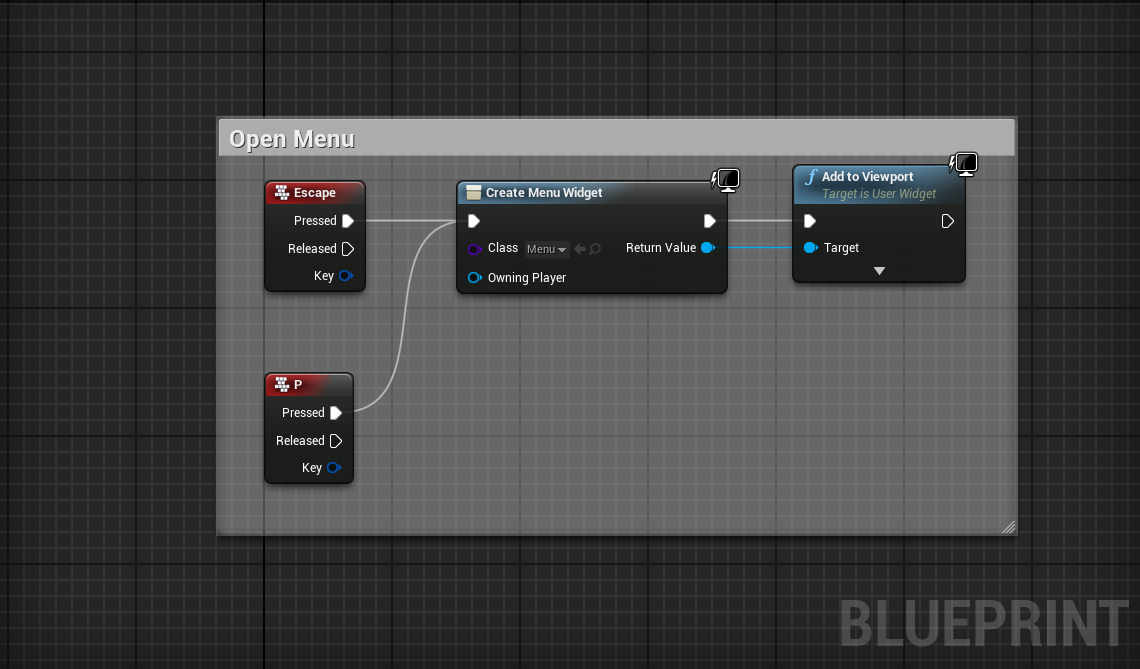 Open Menu
Escape
Pressed
Released
Key
Create Menu Widget
Class Menu Return Value
Owning Player
Add to Viewport
Target is User Widget
Target
P
Pressed
Released
Key
BLUEPRINT